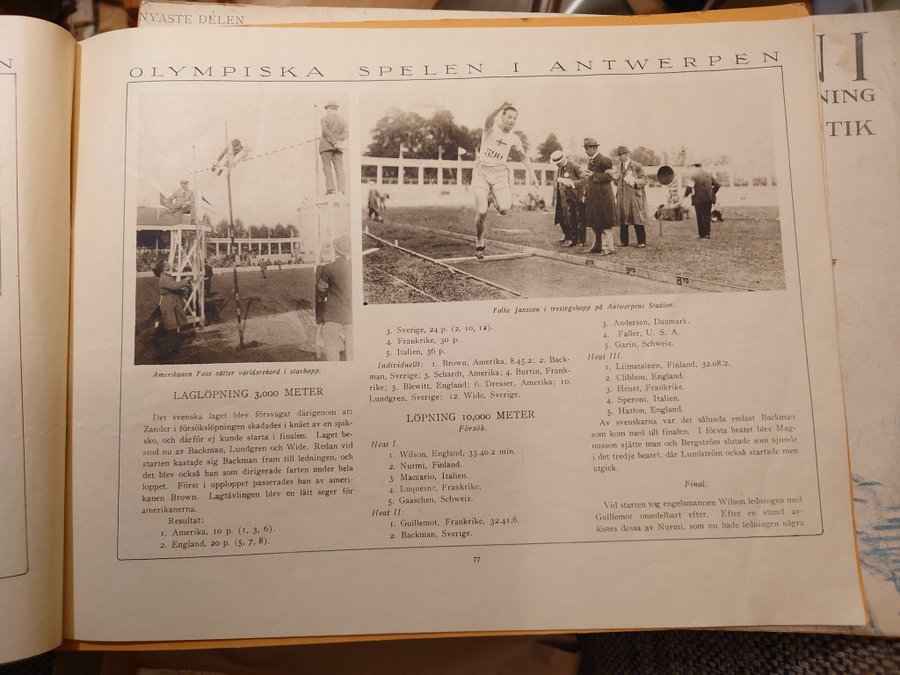 NYASTE DELEN
NING
TIK
OLYMPISKA SPELEN I ANTWERPEN
390
Amerikanen Foss sätter världsrekord i stavhopp.
LAGLÖPNING 3,000 METER
Det svenska laget blev försvagat därigenom att
Zander i försökslöpningen skadades i knäet av en spik-
sko, och därför ej kunde starta i finalen. Laget be-
stod nu av Backman, Lundgren och Wide. Redan vid
starten kastade sig Backman fram till ledningen, och
det blev också han som dirigerade farten under hela
loppet. Först i upploppet passerades han av ameri-
kanen Brown. Lagtävlingen blev en lätt seger för
amerikanerna.
Resultat:
1. Amerika, 10 p. (1, 3, 6).
2. England, 20 p. (5, 7, 8).
Folke Jansson i trestegshopp på Antwerpens Stadion.
3. Sverige, 24 p. (2, 10, 12).
4. Frankrike, 30 p.
5. Italien, 36 p.
Individuellt: 1. Brown, Amerika, 8.45.2; 2. Back-
man, Sverige; 3. Schardt, Amerika; 4. Burtin, Frank-
rike; 5. Blewitt, England; 6. Dresser, Amerika; 10.
Lundgren, Sverige; 12. Wide, Sverige.
LÖPNING 10,000 METER
Försök.
Heat I.
1. Wilson, England, 33.40.2 min.
2. Nurmi, Finland.
3. Maccario, Italien.
4. Luquesne, Frankrike.
5. Gaaschen, Schweiz.
Heat II.
1. Guillemot, Frankrike, 32.41.6.
2. Backman, Sverige.
3. Andersen, Danmark.
4. Faller, U. S. A.
5. Garin, Schweiz.
Heat III.
1. Liimatainen, Finland, 32.08.2.
2. Clibbon, England.
3. Heuet, Frankrike.
4. Speroni, Italien.
5. Hatton, England.
Av svenskarna var det sålunda endast Backman
som kom med till finalen. I första heatet blev Mag-
nusson sjätte man och Bergström slutade som sjunde
i det tredje heatet, där Lundström också startade men
utgick.
Final.
Vid starten tog engelsmannen Wilson ledningen med
Guillemot omedelbart efter. Efter en stund av-
löstes dessa av Nurmi, som nu hade ledningen några
77